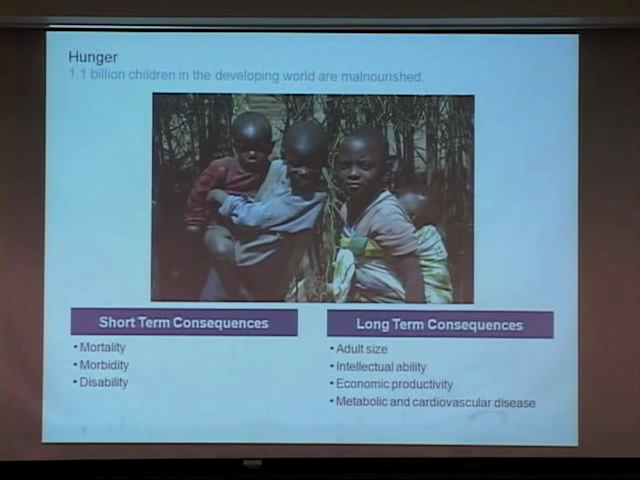 Hunger
1.1 billion children in the developing world are malnourished.
Short Term Consequences
• Mortality
• Morbidity
• Disability
Long Term Consequences
• Adult size
• Intellectual ability
• Economic productivity
• Metabolic and cardiovascular disease